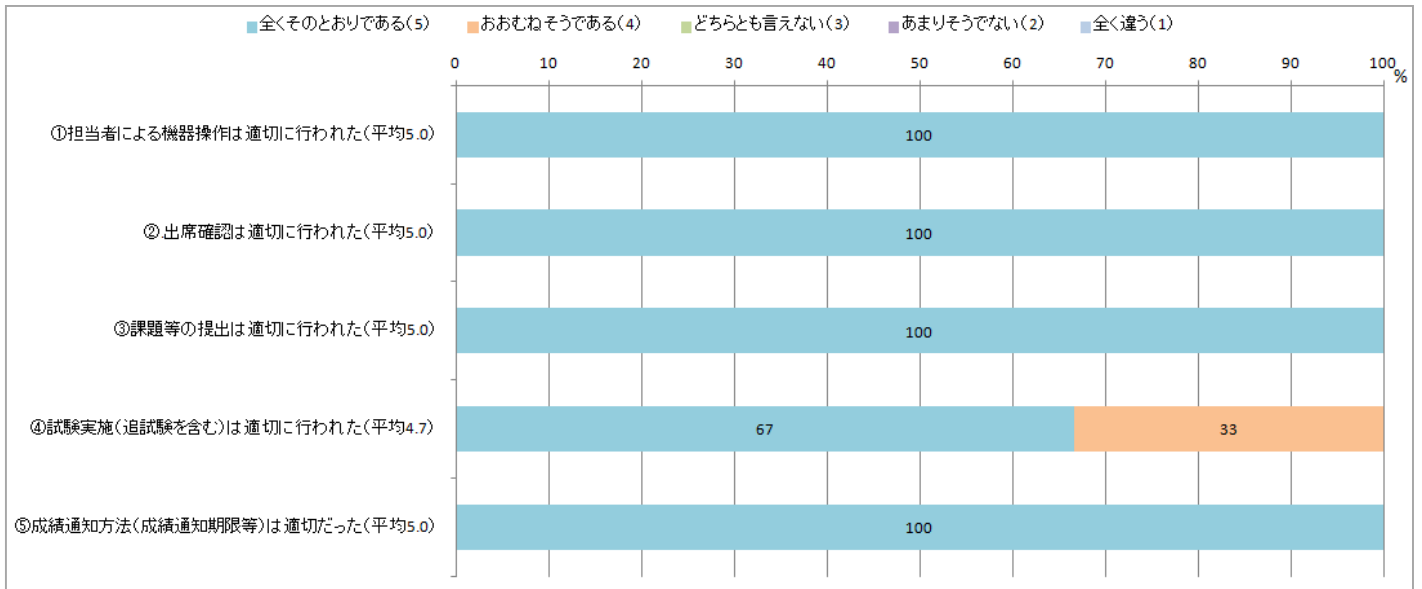 全くそのとおりである(5) おおむねそうである(4) どちらとも言えない(3) あまりそうでない(2) 全く違う(1)
0 10 20 30 40 50 60 70 80 90 100
%
①担当者による機器操作は適切に行われた(平均5.0) 100
②出席確認は適切に行われた(平均5.0) 100
③課題等の提出は適切に行われた(平均5.0) 100
④試験実施(追試験を含む)は適切に行われた(平均4.7) 67 33
⑤成績通知方法(成績通知期限等)は適切だった(平均5.0) 100